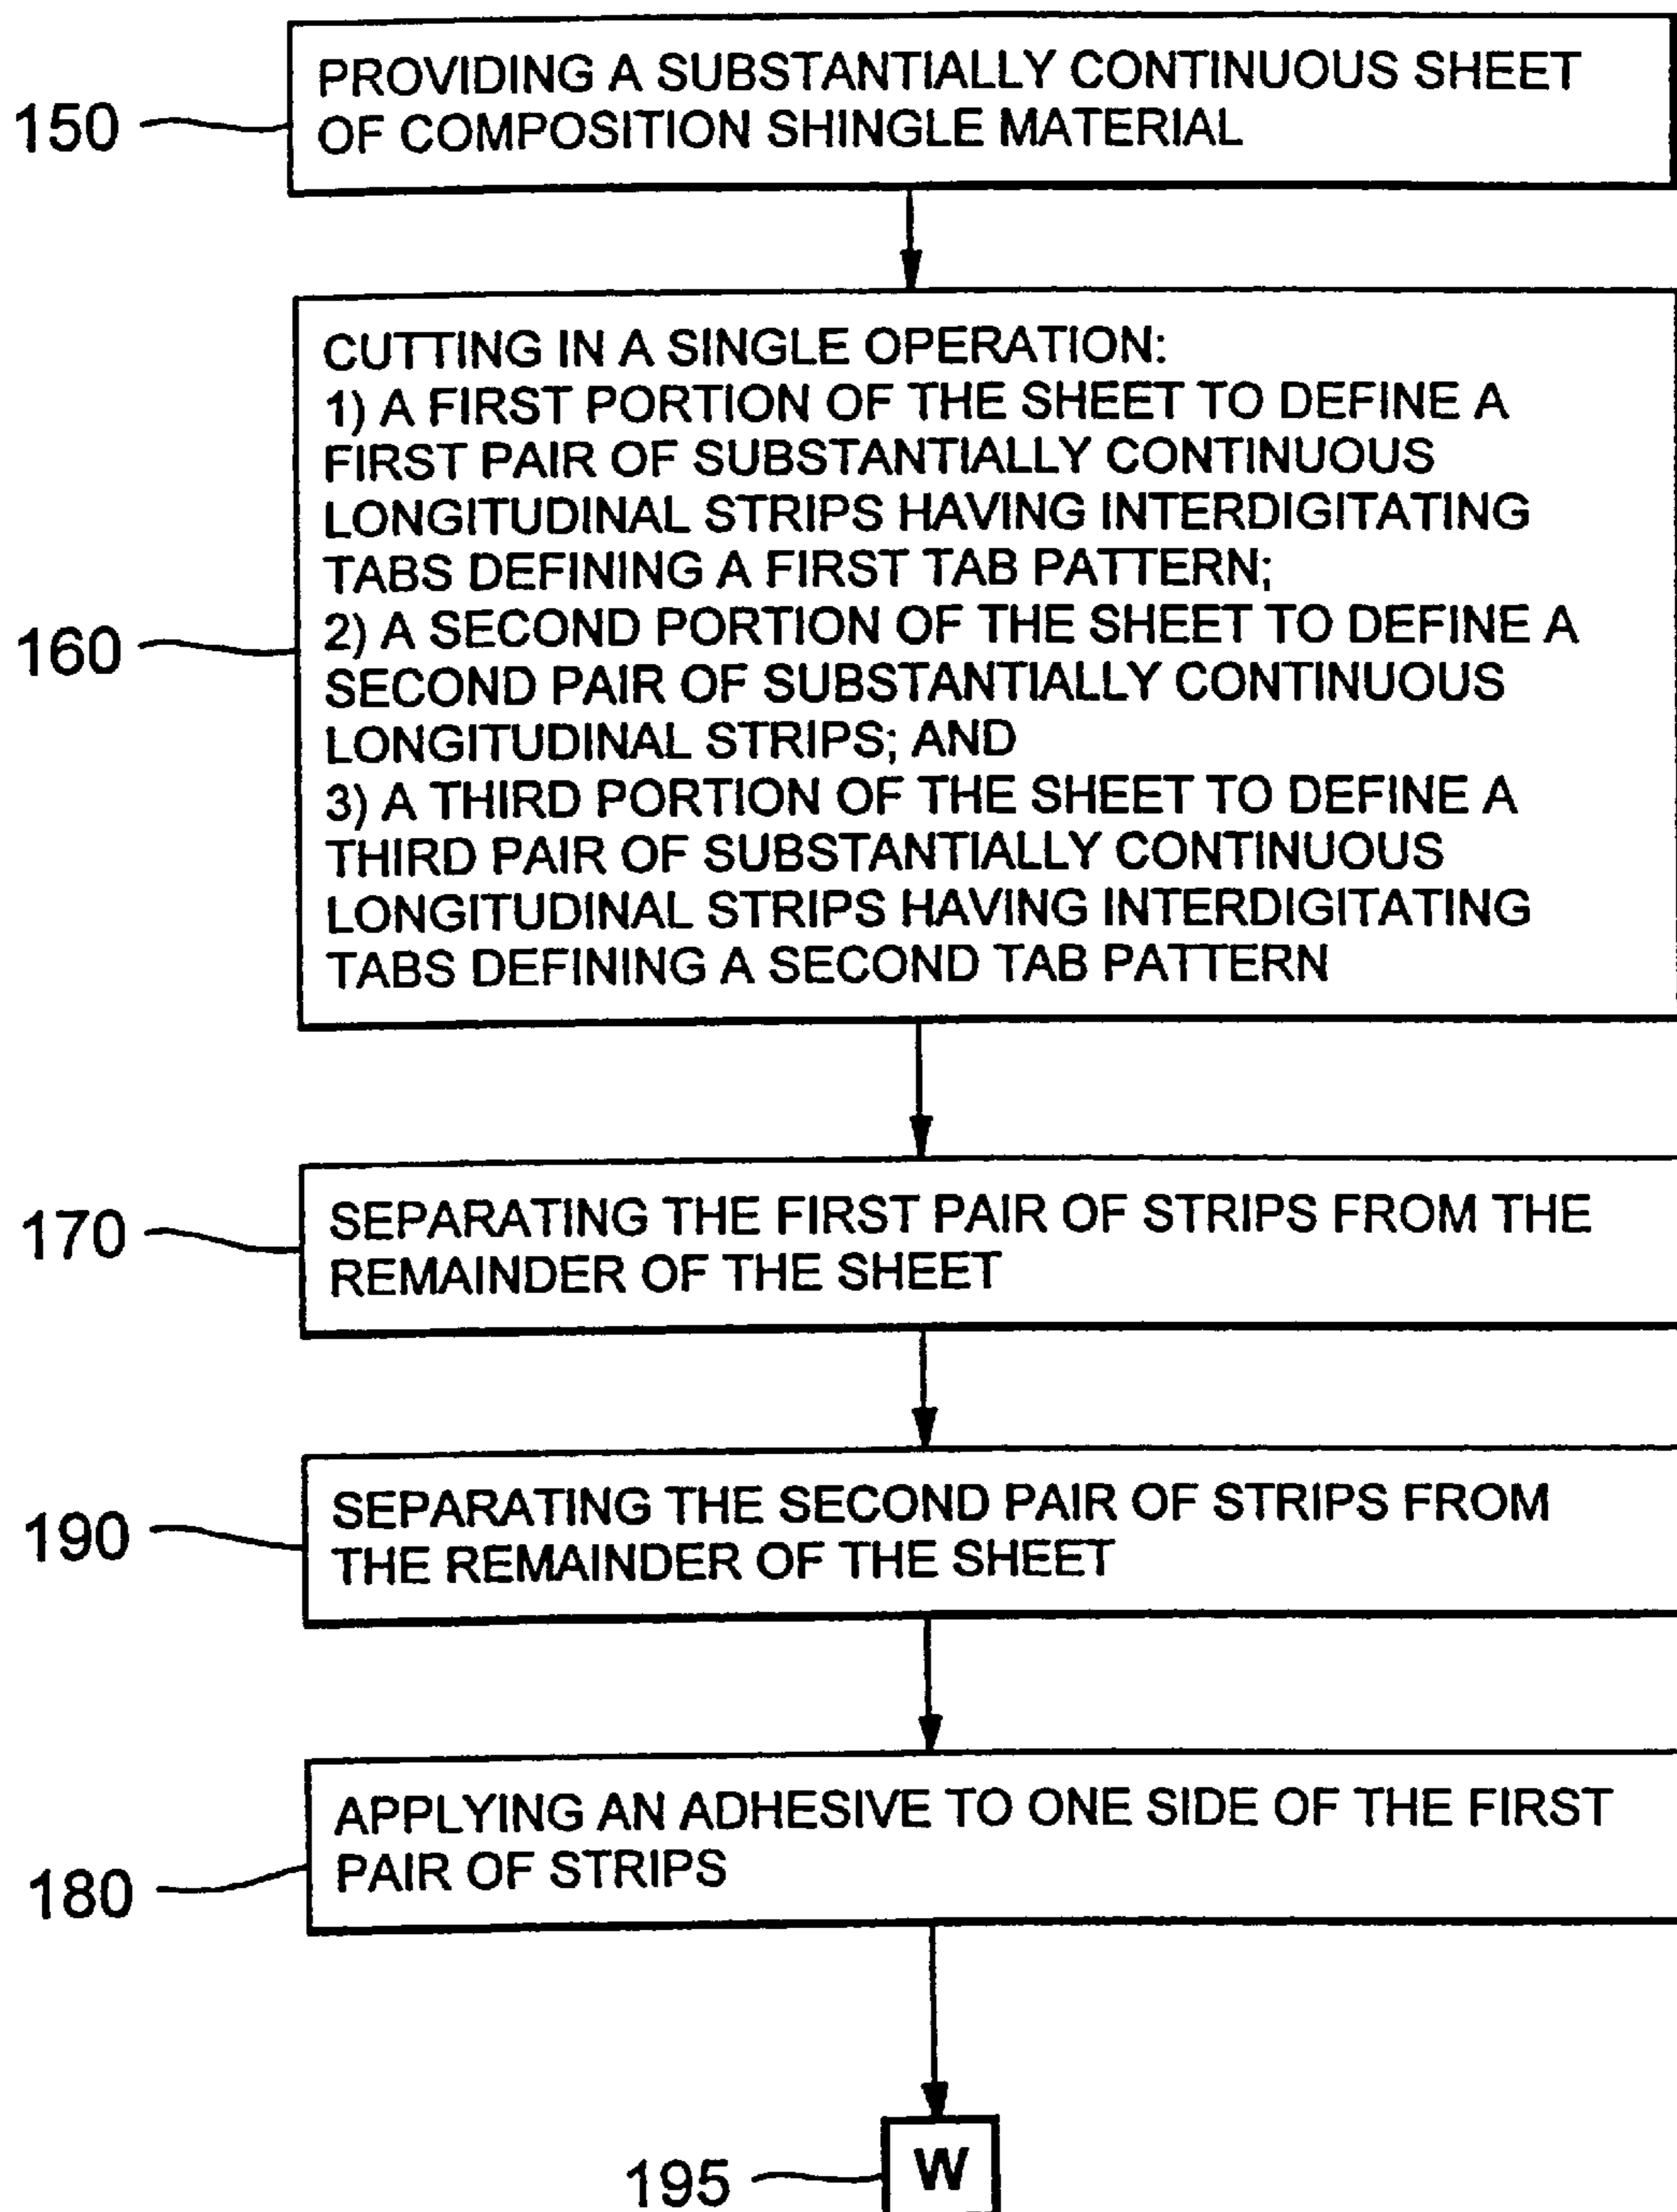 150
PROVIDING A SUBSTANTIALLY CONTINUOUS SHEET
OF COMPOSITION SHINGLE MATERIAL
160
CUTTING IN A SINGLE OPERATION:
1) A FIRST PORTION OF THE SHEET TO DEFINE A
FIRST PAIR OF SUBSTANTIALLY CONTINUOUS
LONGITUDINAL STRIPS HAVING INTERDIGITATING
TABS DEFINING A FIRST TAB PATTERN;
2) A SECOND PORTION OF THE SHEET TO DEFINE A
SECOND PAIR OF SUBSTANTIALLY CONTINUOUS
LONGITUDINAL STRIPS; AND
3) A THIRD PORTION OF THE SHEET TO DEFINE A
THIRD PAIR OF SUBSTANTIALLY CONTINUOUS
LONGITUDINAL STRIPS HAVING INTERDIGITATING
TABS DEFINING A SECOND TAB PATTERN
170
SEPARATING THE FIRST PAIR OF STRIPS FROM THE
REMAINDER OF THE SHEET
190
SEPARATING THE SECOND PAIR OF STRIPS FROM
THE REMAINDER OF THE SHEET
180
APPLYING AN ADHESIVE TO ONE SIDE OF THE FIRST
PAIR OF STRIPS
195
W